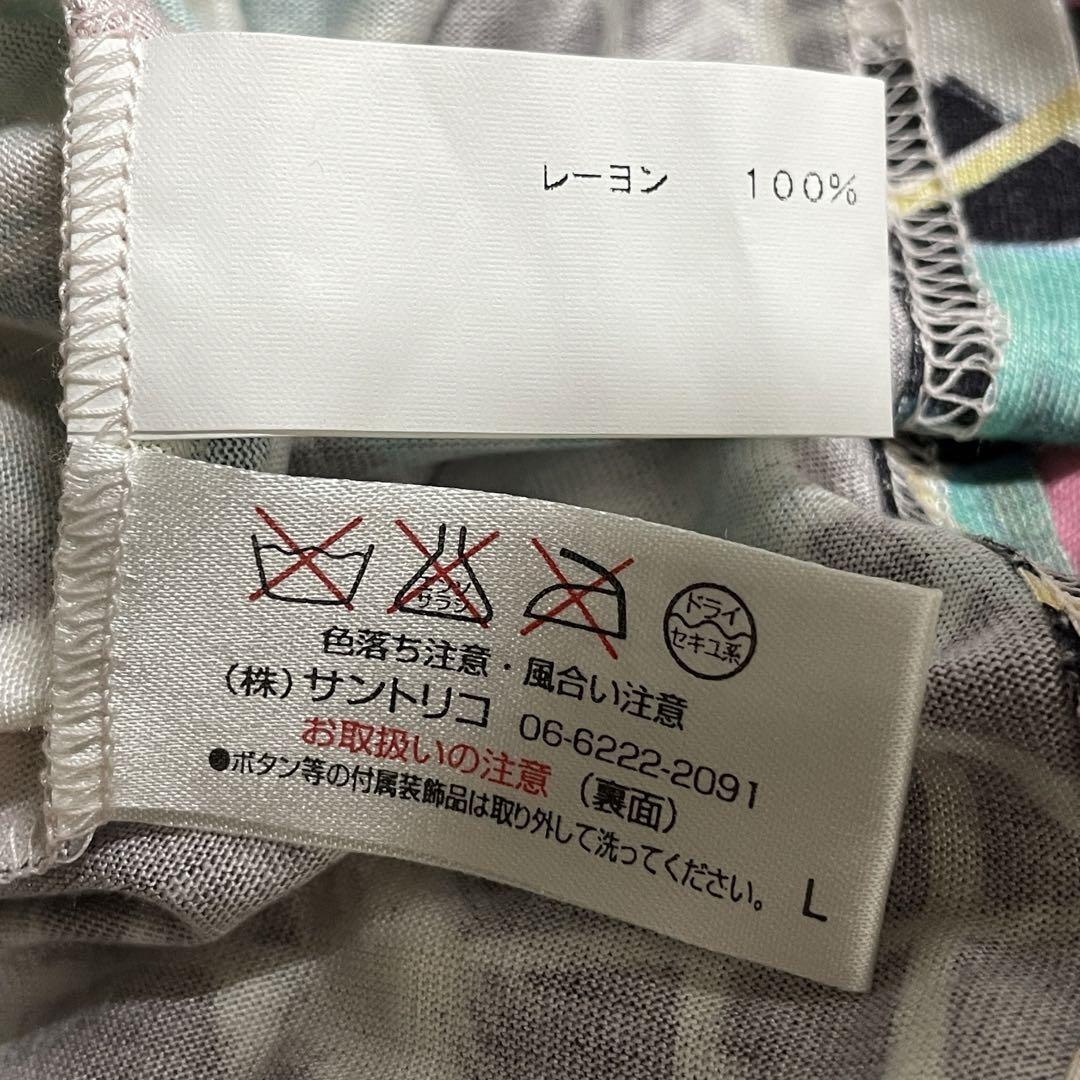 レーヨン 100%
エンソ
サラシ
ドライ
セキユ系
色落ち注意・風合い注意
(株)サントリコ 06-6222-2091
お取扱いの注意(裏面)
●ボタン等の付属装飾品は取り外して洗ってください。 L